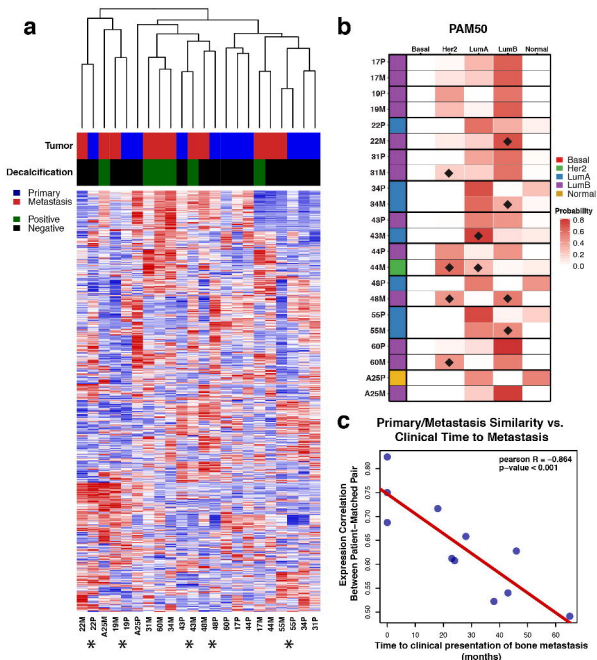 a
Tumor
Decalcification
Primary
Metastasis
Positive
Negative
22M 22P A25M 19M 19P A25P 31M 60M 34M 43P 43M 48M 48P 60P 17P 44P 17M 44M 55M 55P 34P 31P
* * * * *
b
PAM50
Basal Her2 LumA LumB Normal
17P
17M
19P
19M
22P
22M
31P
31M
34P
34M
43P
43M
44P
44M
48P
48M
55P
55M
60P
60M
A25P
A25M
Basal
Her2
LumA
LumB
Normal
Probability
0.8
0.6
0.4
0.2
0.0
c
Primary/Metastasis Similarity vs.
Clinical Time to Metastasis
pearson R = −0.864
p−value < 0.001
Expression Correlation
Between Patient−Matched Pair
0.80
0.75
0.70
0.65
0.60
0.55
0.50
0 10 20 30 40 50 60
Time to clinical presentation of bone metastasis
(months)